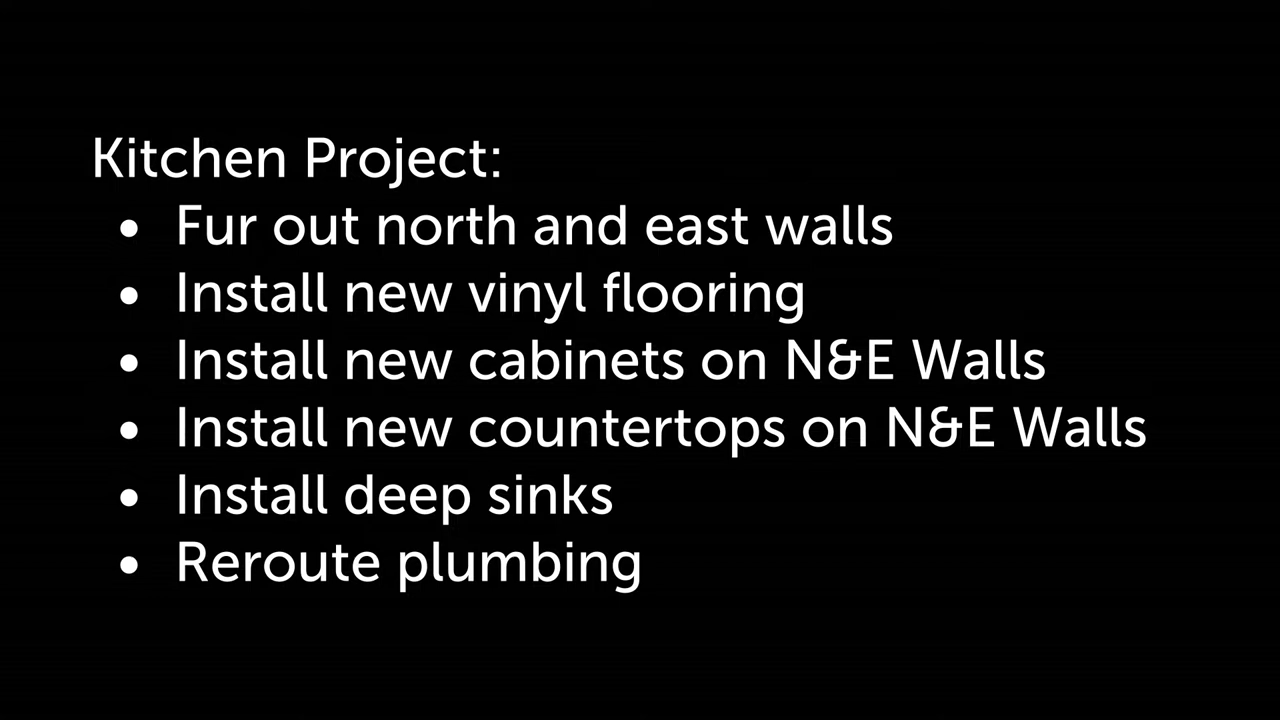 Kitchen Project:
• Fur out north and east walls
• Install new vinyl flooring
• Install new cabinets on N&E Walls
• Install new countertops on N&E Walls
• Install deep sinks
• Reroute plumbing